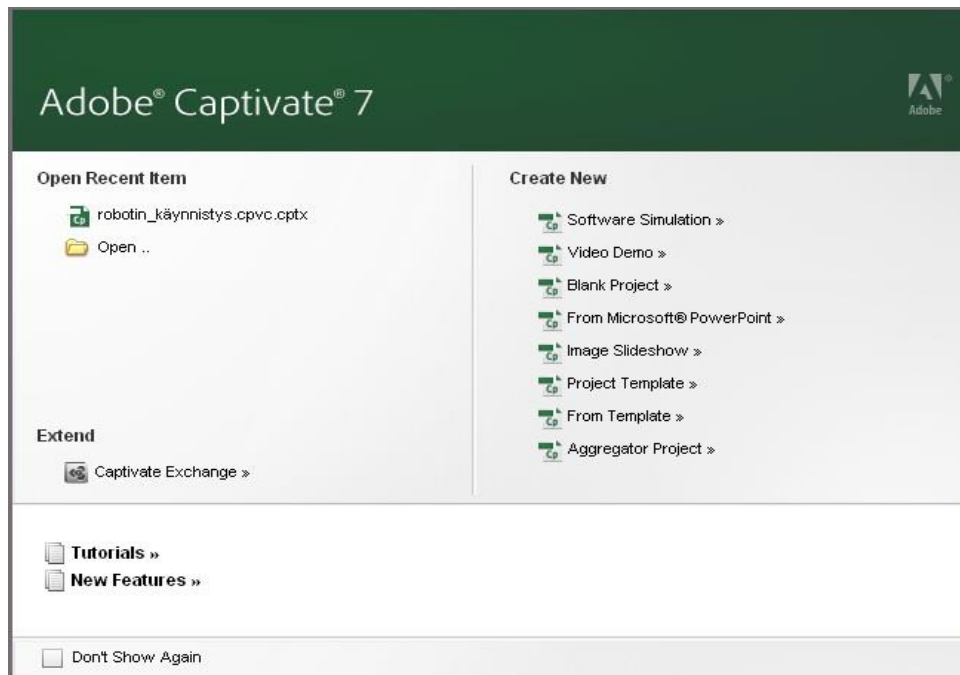 Adobe® Captivate® 7
Adobe®
Open Recent Item
robotin_käynnistys.cpvc.cptx
Open ..
Extend
Captivate Exchange »
Create New
Software Simulation »
Video Demo »
Blank Project »
From Microsoft® PowerPoint »
Image Slideshow »
Project Template »
From Template »
Aggregator Project »
Tutorials »
New Features »
Don't Show Again